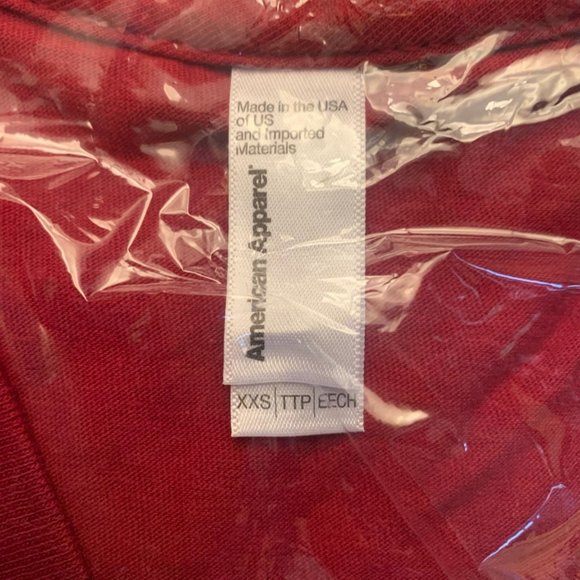 Made in the USA
of US
and Imported
Materials
American Apparel®
XXS | TTP | EECH